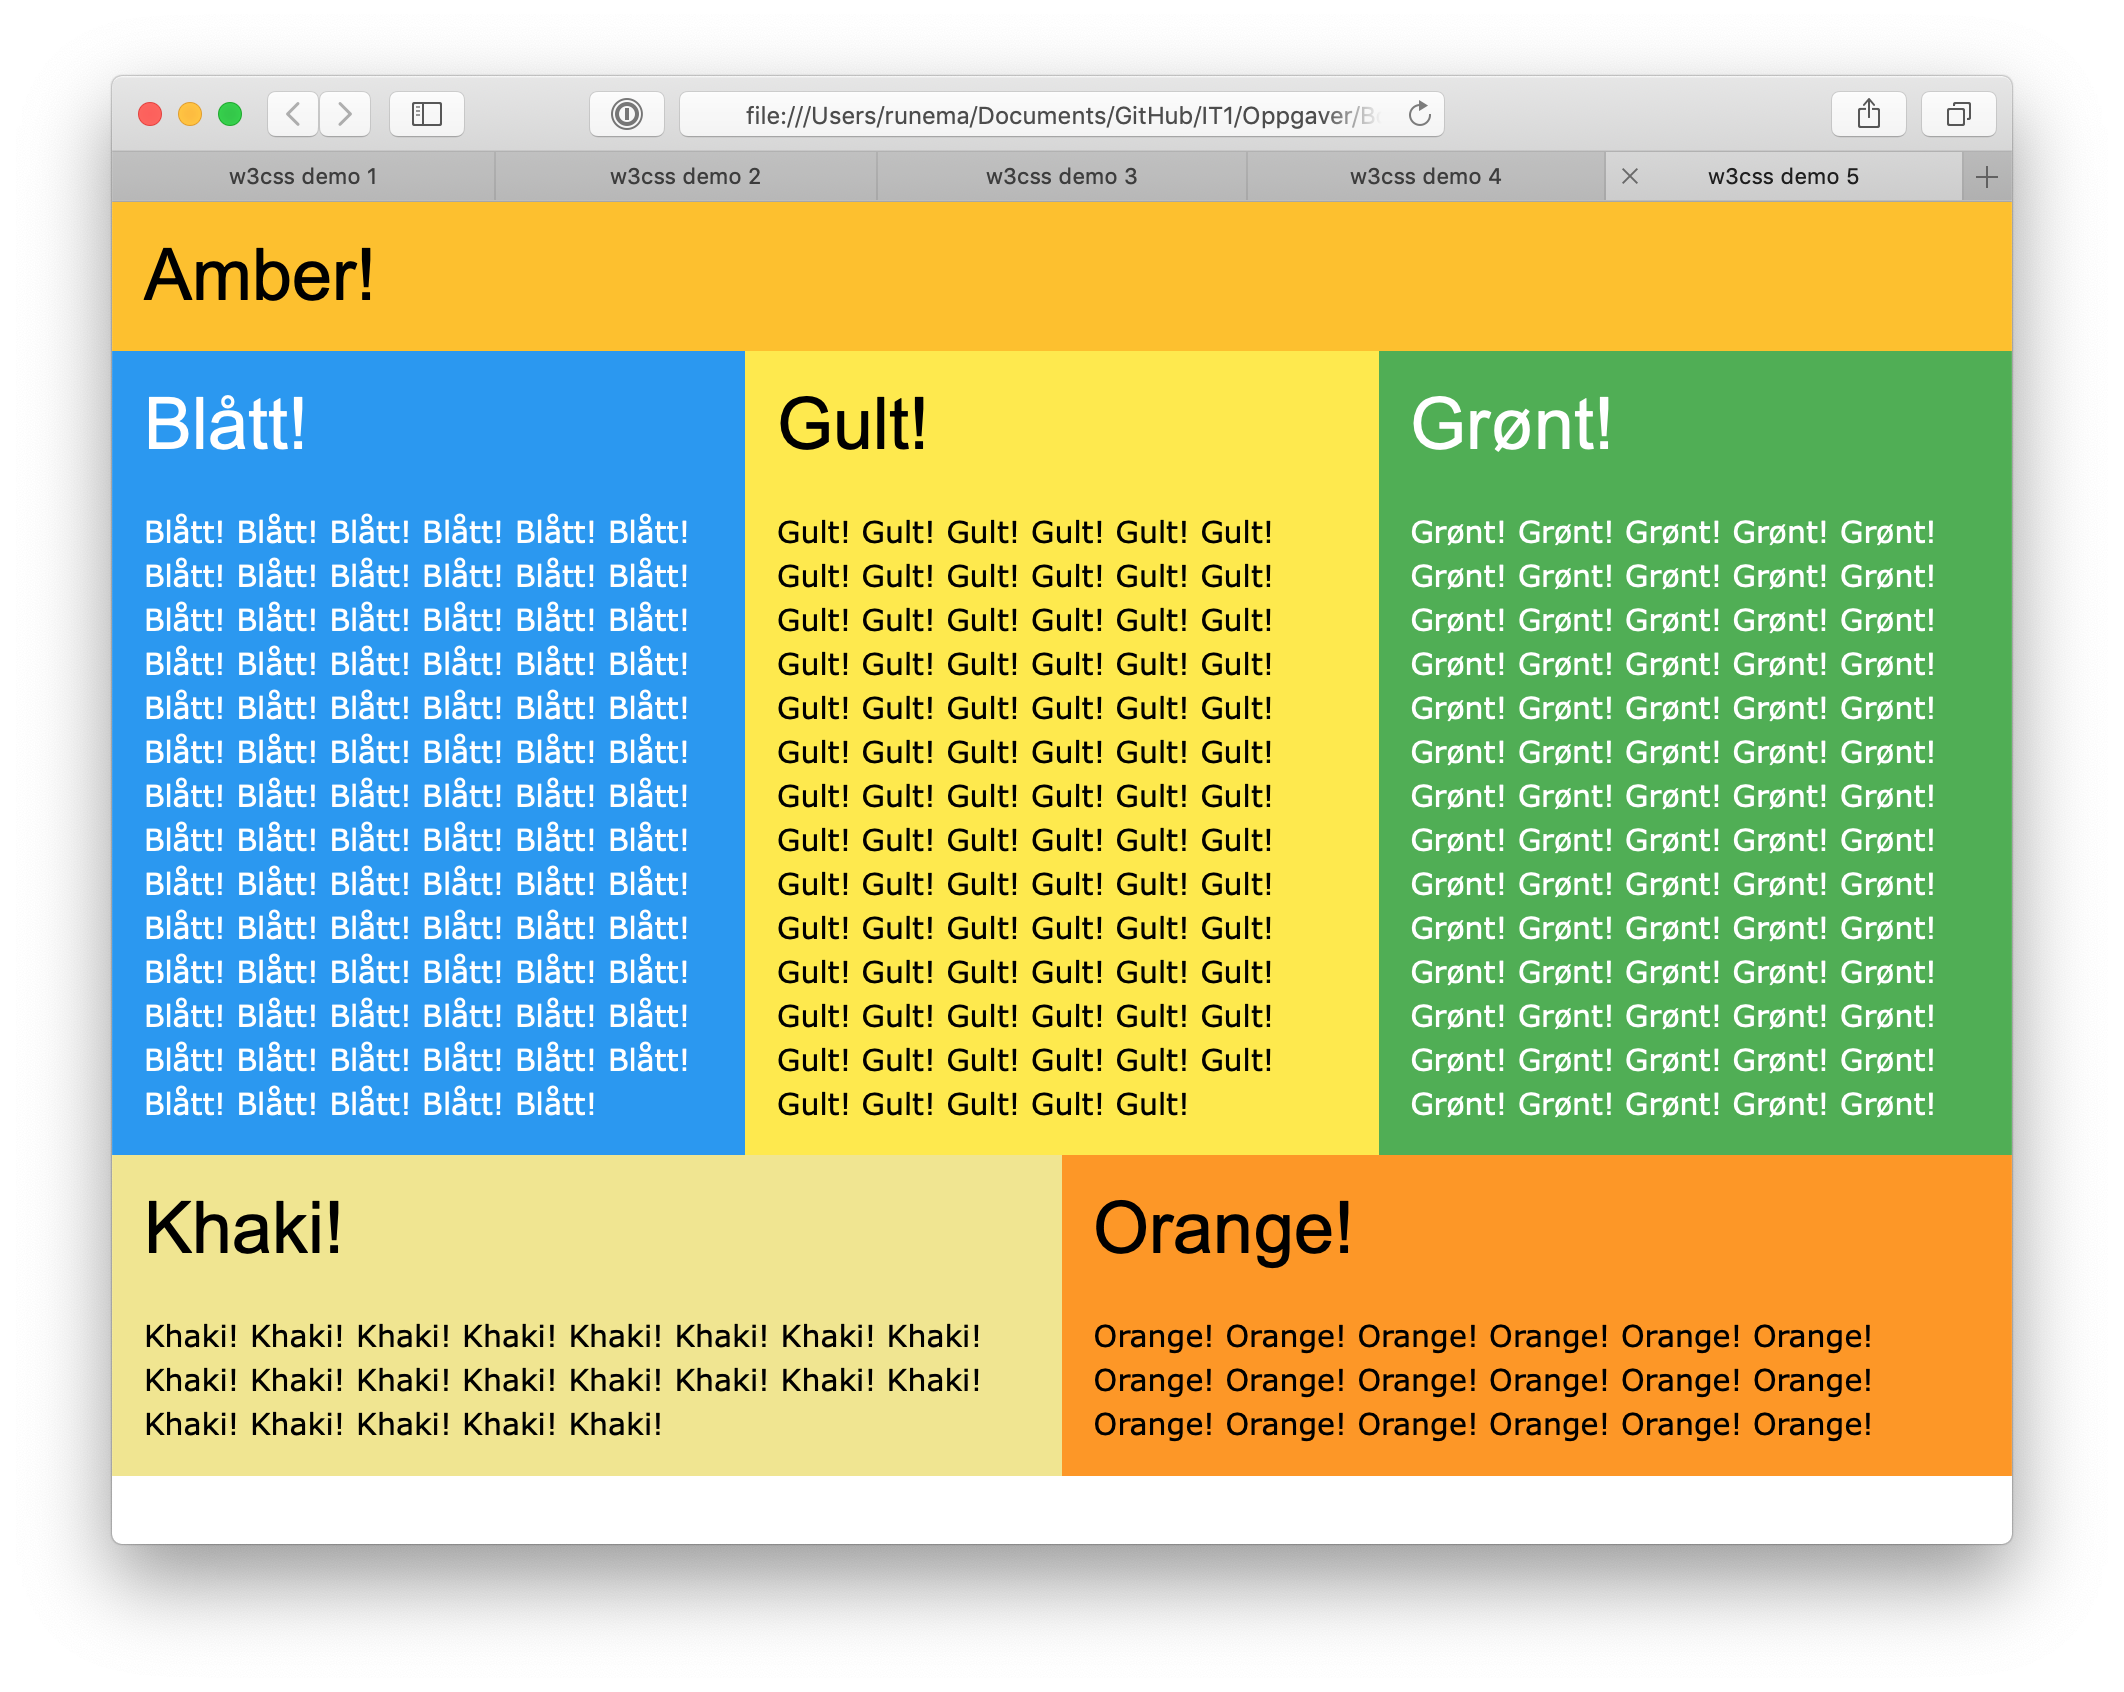 file:///Users/runema/Documents/GitHub/IT1/Oppgaver/
w3css demo 1
w3css demo 2
w3css demo 3
w3css demo 4
w3css demo 5
Amber!
Blått!
Blått! Blått! Blått! Blått! Blått! Blått!
Blått! Blått! Blått! Blått! Blått! Blått!
Blått! Blått! Blått! Blått! Blått! Blått!
Blått! Blått! Blått! Blått! Blått! Blått!
Blått! Blått! Blått! Blått! Blått! Blått!
Blått! Blått! Blått! Blått! Blått! Blått!
Blått! Blått! Blått! Blått! Blått! Blått!
Blått! Blått! Blått! Blått! Blått! Blått!
Blått! Blått! Blått! Blått! Blått! Blått!
Blått! Blått! Blått! Blått! Blått! Blått!
Blått! Blått! Blått! Blått! Blått! Blått!
Blått! Blått! Blått! Blått! Blått! Blått!
Blått! Blått! Blått! Blått! Blått! Blått!
Blått! Blått! Blått! Blått! Blått!
Gult!
Gult! Gult! Gult! Gult! Gult! Gult!
Gult! Gult! Gult! Gult! Gult! Gult!
Gult! Gult! Gult! Gult! Gult! Gult!
Gult! Gult! Gult! Gult! Gult! Gult!
Gult! Gult! Gult! Gult! Gult! Gult!
Gult! Gult! Gult! Gult! Gult! Gult!
Gult! Gult! Gult! Gult! Gult! Gult!
Gult! Gult! Gult! Gult! Gult! Gult!
Gult! Gult! Gult! Gult! Gult! Gult!
Gult! Gult! Gult! Gult! Gult! Gult!
Gult! Gult! Gult! Gult! Gult! Gult!
Gult! Gult! Gult! Gult! Gult! Gult!
Gult! Gult! Gult! Gult! Gult! Gult!
Gult! Gult! Gult! Gult! Gult!
Grønt!
Grønt! Grønt! Grønt! Grønt! Grønt!
Grønt! Grønt! Grønt! Grønt! Grønt!
Grønt! Grønt! Grønt! Grønt! Grønt!
Grønt! Grønt! Grønt! Grønt! Grønt!
Grønt! Grønt! Grønt! Grønt! Grønt!
Grønt! Grønt! Grønt! Grønt! Grønt!
Grønt! Grønt! Grønt! Grønt! Grønt!
Grønt! Grønt! Grønt! Grønt! Grønt!
Grønt! Grønt! Grønt! Grønt! Grønt!
Grønt! Grønt! Grønt! Grønt! Grønt!
Grønt! Grønt! Grønt! Grønt! Grønt!
Grønt! Grønt! Grønt! Grønt! Grønt!
Grønt! Grønt! Grønt! Grønt! Grønt!
Grønt! Grønt! Grønt! Grønt! Grønt!
Khaki!
Khaki! Khaki! Khaki! Khaki! Khaki! Khaki! Khaki! Khaki!
Khaki! Khaki! Khaki! Khaki! Khaki! Khaki! Khaki! Khaki!
Khaki! Khaki! Khaki! Khaki! Khaki!
Orange!
Orange! Orange! Orange! Orange! Orange! Orange!
Orange! Orange! Orange! Orange! Orange! Orange!
Orange! Orange! Orange! Orange! Orange! Orange!